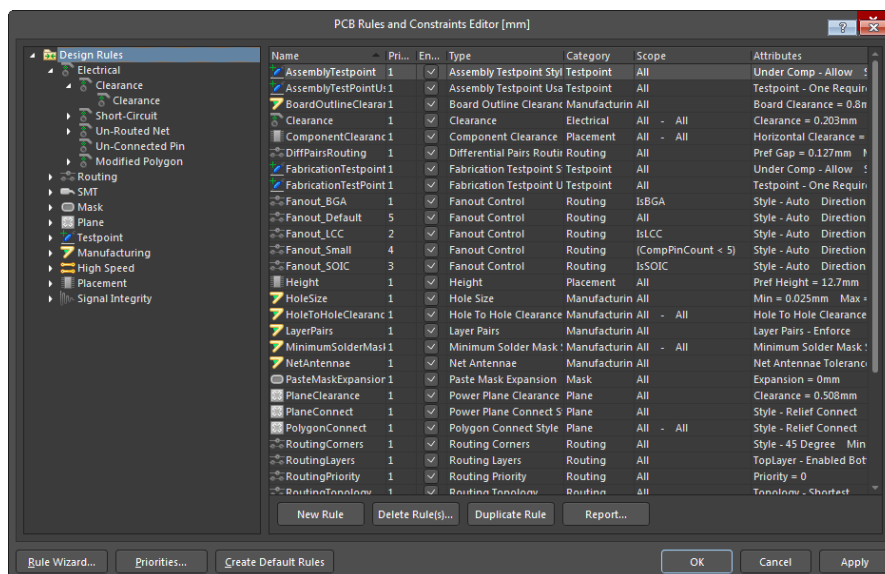 PCB Rules and Constraints Editor [mm]
Design Rules
Electrical
Clearance
Clearance
Short-Circuit
Un-Routed Net
Un-Connected Pin
Modified Polygon
Routing
SMT
Mask
Plane
Testpoint
Manufacturing
High Speed
Placement
Signal Integrity
Name Pri... En... Type Category Scope Attributes
AssemblyTestpoint 1 Assembly Testpoint Styl Testpoint All Under Comp - Allow S
AssemblyTestPointU: 1 Assembly Testpoint Usa Testpoint All Testpoint - One Requir
BoardOutlineClearan 1 Board Outline Clearanc Manufacturin All Board Clearance = 0.8m
Clearance 1 Clearance Electrical All - All Clearance = 0.203mm
ComponentClearanc 1 Component Clearance Placement All - All Horizontal Clearance =
DiffPairsRouting 1 Differential Pairs Routin Routing All Pref Gap = 0.127mm M
FabricationTestpoint 1 Fabrication Testpoint S Testpoint All Under Comp - Allow S
FabricationTestPoint 1 Fabrication Testpoint U Testpoint All Testpoint - One Requir
Fanout_BGA 1 Fanout Control Routing IsBGA Style - Auto Direction
Fanout_Default 5 Fanout Control Routing All Style - Auto Direction
Fanout_LCC 2 Fanout Control Routing IsLCC Style - Auto Direction
Fanout_Small 4 Fanout Control Routing (CompPinCount < 5) Style - Auto Direction
Fanout_SOIC 3 Fanout Control Routing IsSOIC Style - Auto Direction
Height 1 Height Placement All Pref Height = 12.7mm
HoleSize 1 Hole Size Manufacturin All Min = 0.025mm Max =
HoleToHoleClearanc 1 Hole To Hole Clearance Manufacturin All - All Hole To Hole Clearance
LayerPairs 1 Layer Pairs Manufacturin All Layer Pairs - Enforce
MinimumSolderMasl 1 Minimum Solder Mask : Manufacturin All - All Minimum Solder Mask :
NetAntennae 1 Net Antennae Manufacturin All Net Antennae Toleranc
PasteMaskExpansior 1 Paste Mask Expansion Mask All Expansion = 0mm
PlaneClearance 1 Power Plane Clearance Plane All Clearance = 0.508mm
PlaneConnect 1 Power Plane Connect S Plane All Style - Relief Connect
PolygonConnect 1 Polygon Connect Style Plane All - All Style - Relief Connect
RoutingCorners 1 Routing Corners Routing All Style - 45 Degree Min
RoutingLayers 1 Routing Layers Routing All TopLayer - Enabled Bot
RoutingPriority 1 Routing Priority Routing All Priority = 0
RoutingTopology 1 Routing Topology Routing All Topology - Shortest
New Rule Delete Rule(s)... Duplicate Rule Report...
Rule Wizard... Priorities... Create Default Rules OK Cancel Apply